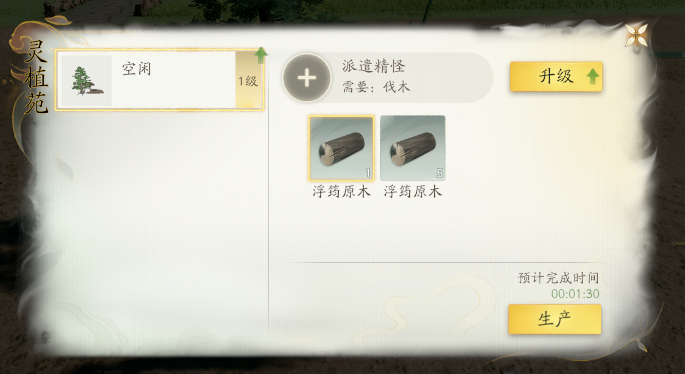 灵植苑
空闲
1级
派遣精怪
需要：伐木
升级
1
5
浮筠原木
浮筠原木
预计完成时间
00:01:30
生产